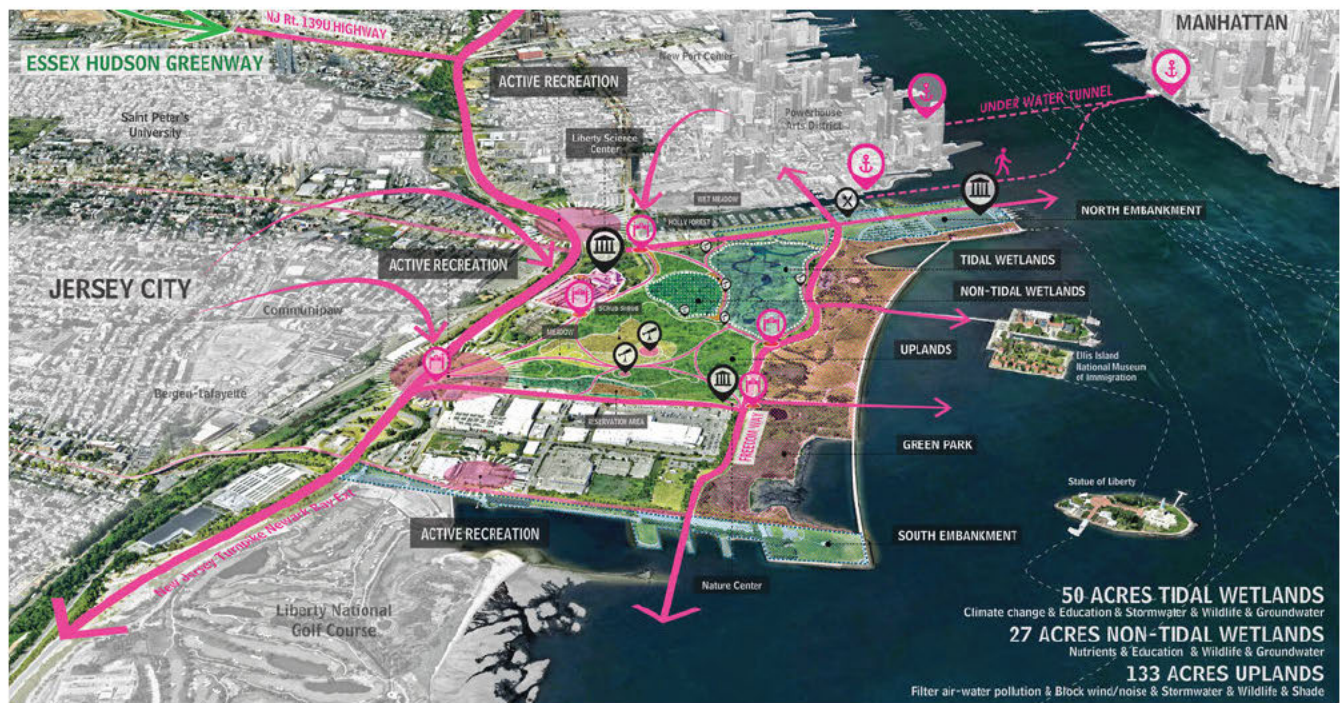 MANHATTAN
NJ Rt. 139U HIGHWAY
ESSEX HUDSON GREENWAY
New Port Center
ACTIVE RECREATION
UNDER WATER TUNNEL
Saint Peter's
University
Powerhouse
Arts District
Liberty Science
Center
WET MEADOW
HOLLY FOREST
NORTH EMBANKMENT
ACTIVE RECREATION
TIDAL WETLANDS
JERSEY CITY
NON-TIDAL WETLANDS
Communipaw
SCRUB SHRUB
MEADOW
UPLANDS
Ellis Island
National Museum
of Immigration
Bergen-Lafayette
RESERVATION AREA
FREEDOM WAY
GREEN PARK
Statue of Liberty
New Jersey Turnpike Newark Bay Ext.
ACTIVE RECREATION
SOUTH EMBANKMENT
Nature Center
Liberty National
Golf Course
50 ACRES TIDAL WETLANDS
Climate change & Education & Stormwater & Wildlife & Groundwater
27 ACRES NON-TIDAL WETLANDS
Nutrients & Education & Wildlife & Groundwater
133 ACRES UPLANDS
Filter air-water pollution & Block wind/noise & Stormwater & Wildlife & Shade